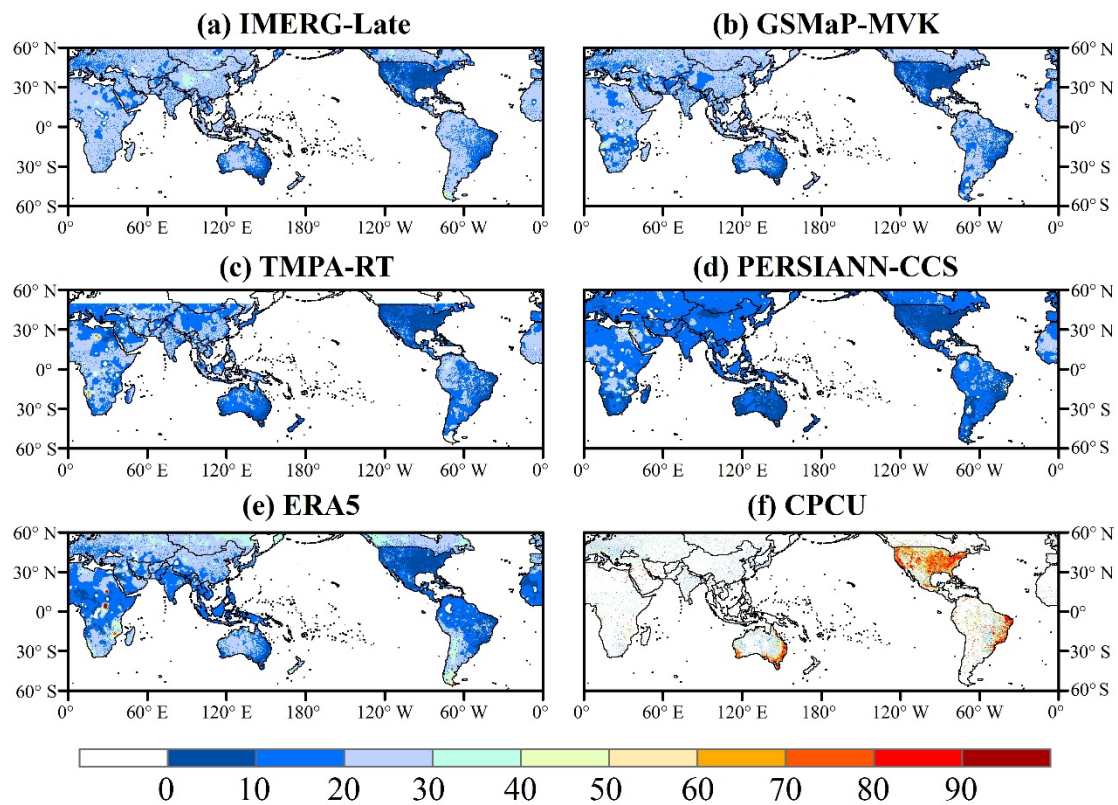 (a) IMERG-Late (b) GSMaP-MVK
60° N 60° N
30° N 30° N
0° 0°
30° S 30° S
60° S 60° S
0° 60° E 120° E 180° 120° W 60° W 0° 0° 60° E 120° E 180° 120° W 60° W 0°
(c) TMPA-RT (d) PERSIANN-CCS
60° N 60° N
30° N 30° N
0° 0°
30° S 30° S
60° S 60° S
0° 60° E 120° E 180° 120° W 60° W 0° 0° 60° E 120° E 180° 120° W 60° W 0°
(e) ERA5 (f) CPCU
60° N 60° N
30° N 30° N
0° 0°
30° S 30° S
60° S 60° S
0° 60° E 120° E 180° 120° W 60° W 0° 0° 60° E 120° E 180° 120° W 60° W 0°
0 10 20 30 40 50 60 70 80 90